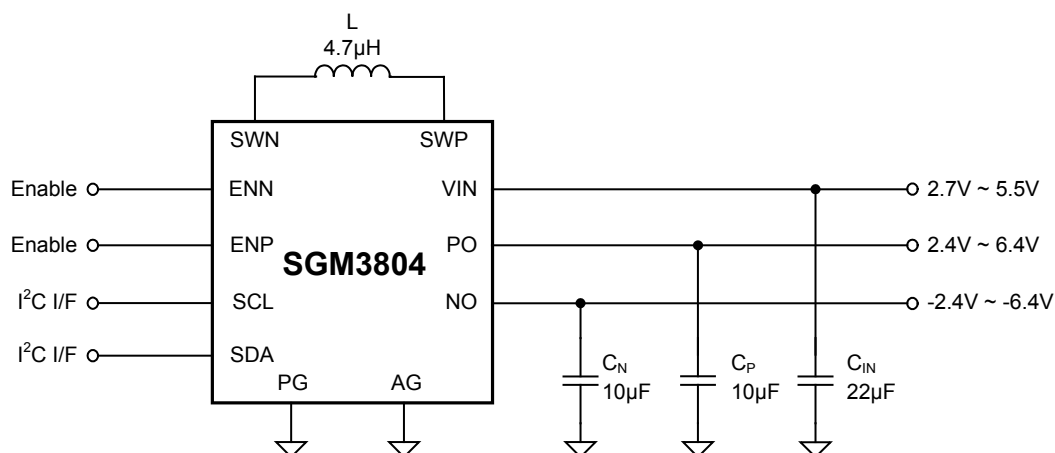 L
4.7µH
SWN
SWP
Enable
ENN
VIN
2.7V ~ 5.5V
Enable
ENP
PO
2.4V ~ 6.4V
SGM3804
I²C I/F
SCL
NO
-2.4V ~ -6.4V
I²C I/F
SDA
PG
AG
C_N
10µF
C_P
10µF
C_IN
22µF